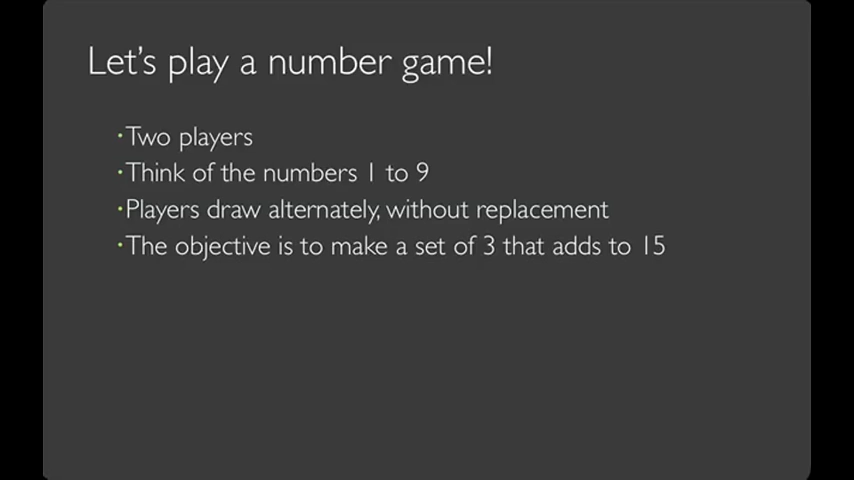 Let's play a number game!
•Two players
•Think of the numbers 1 to 9
•Players draw alternately, without replacement
•The objective is to make a set of 3 that adds to 15